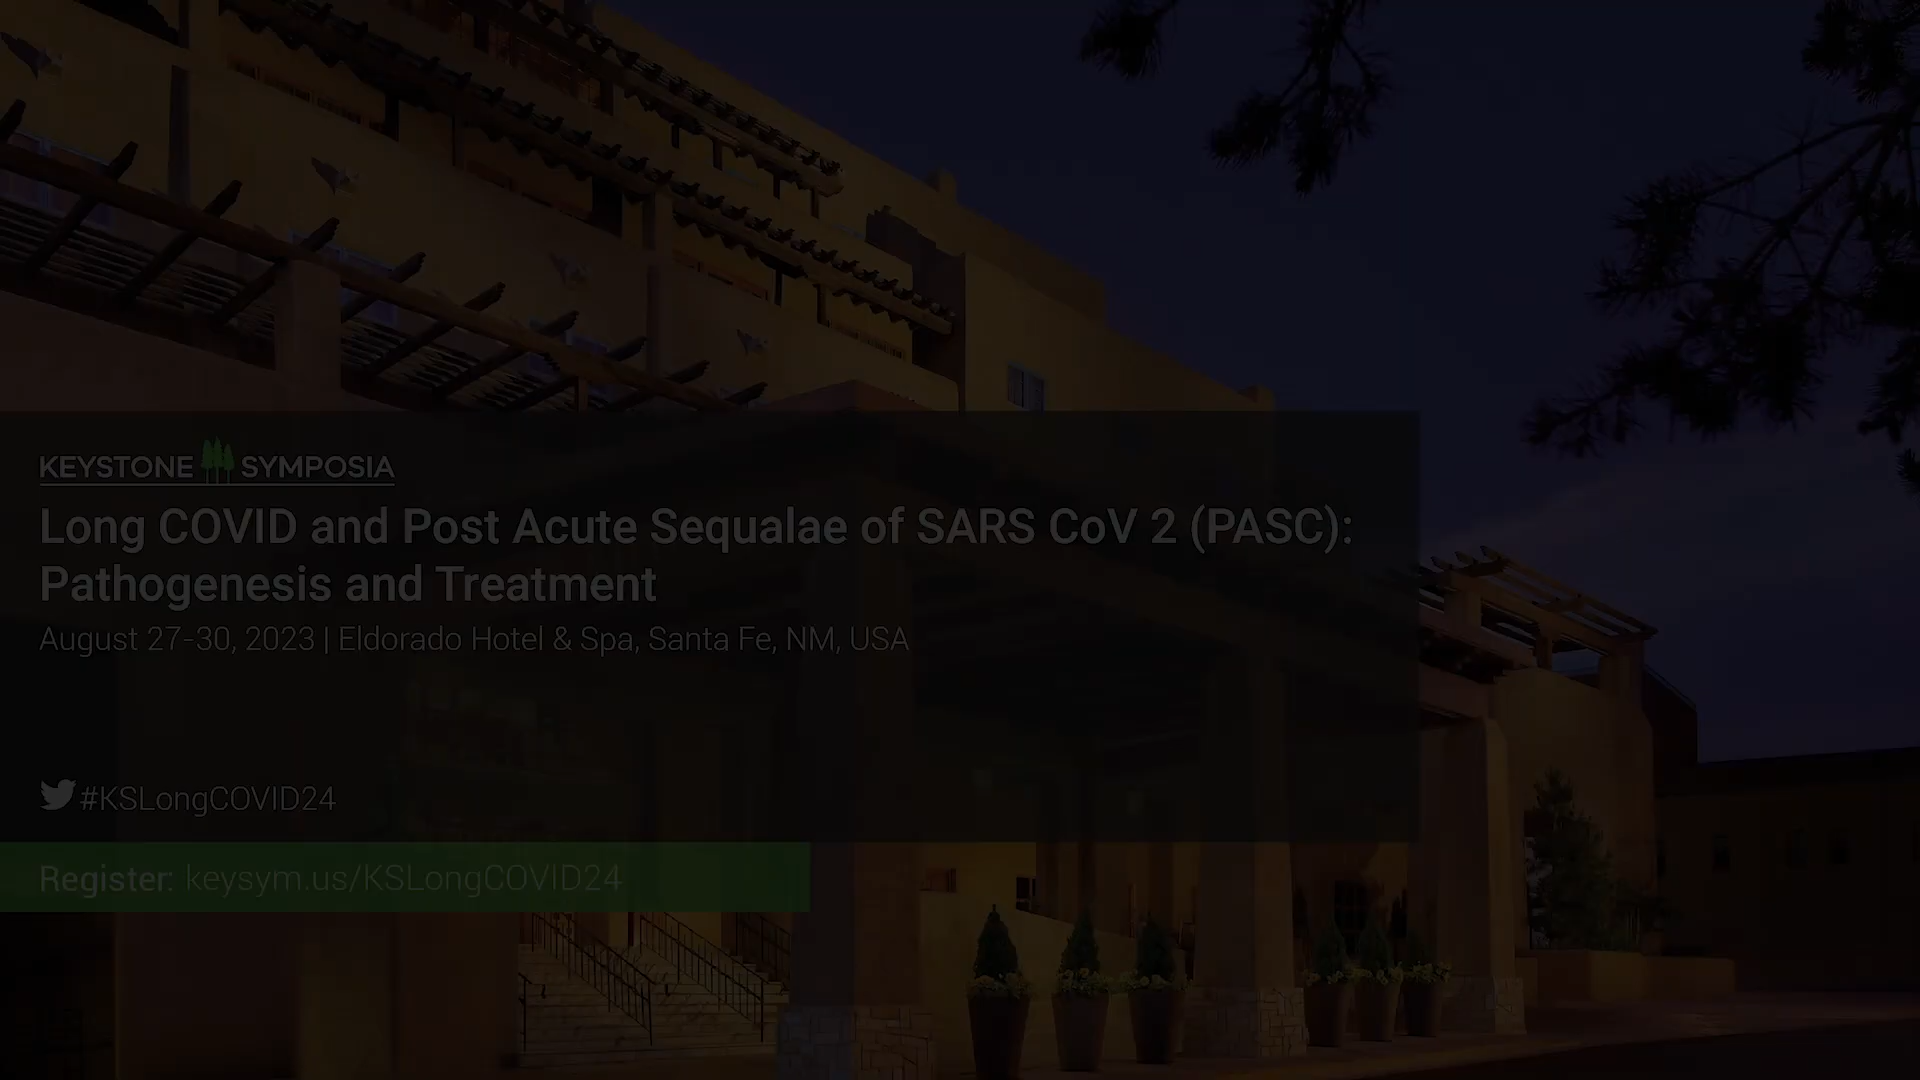 KEYSTONE SYMPOSIA
Long COVID and Post Acute Sequalae of SARS CoV 2 (PASC):
Pathogenesis and Treatment
August 27-30, 2023 | Eldorado Hotel & Spa, Santa Fe, NM, USA
#KSLongCOVID24
Register: keysym.us/KSLongCOVID24